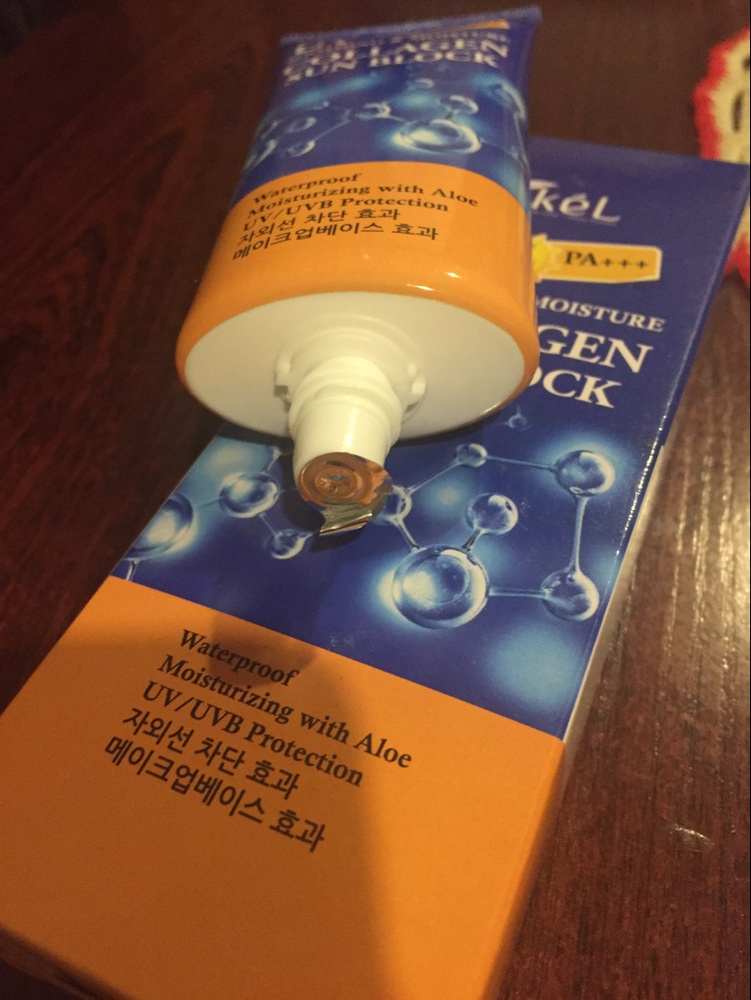 COLLAGEN
SUN BLOCK
Waterproof
Moisturizing with Aloe
UV/UVB Protection
자외선 차단 효과
메이크업베이스 효과
PA+++
MOISTURE
Waterproof
Moisturizing with Aloe
UV/UVB Protection
자외선 차단 효과
메이크업베이스 효과